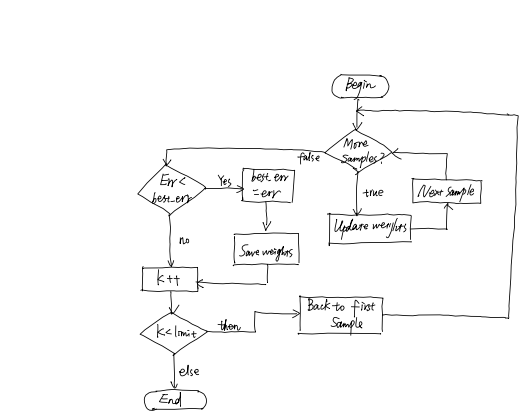 Begin
More
Samples?
false
true
Next sample
Update weights
Err<
best_err
Yes
best_err
=err
Save weights
no
K++
K<limit
then
Back to first
Sample
else
End